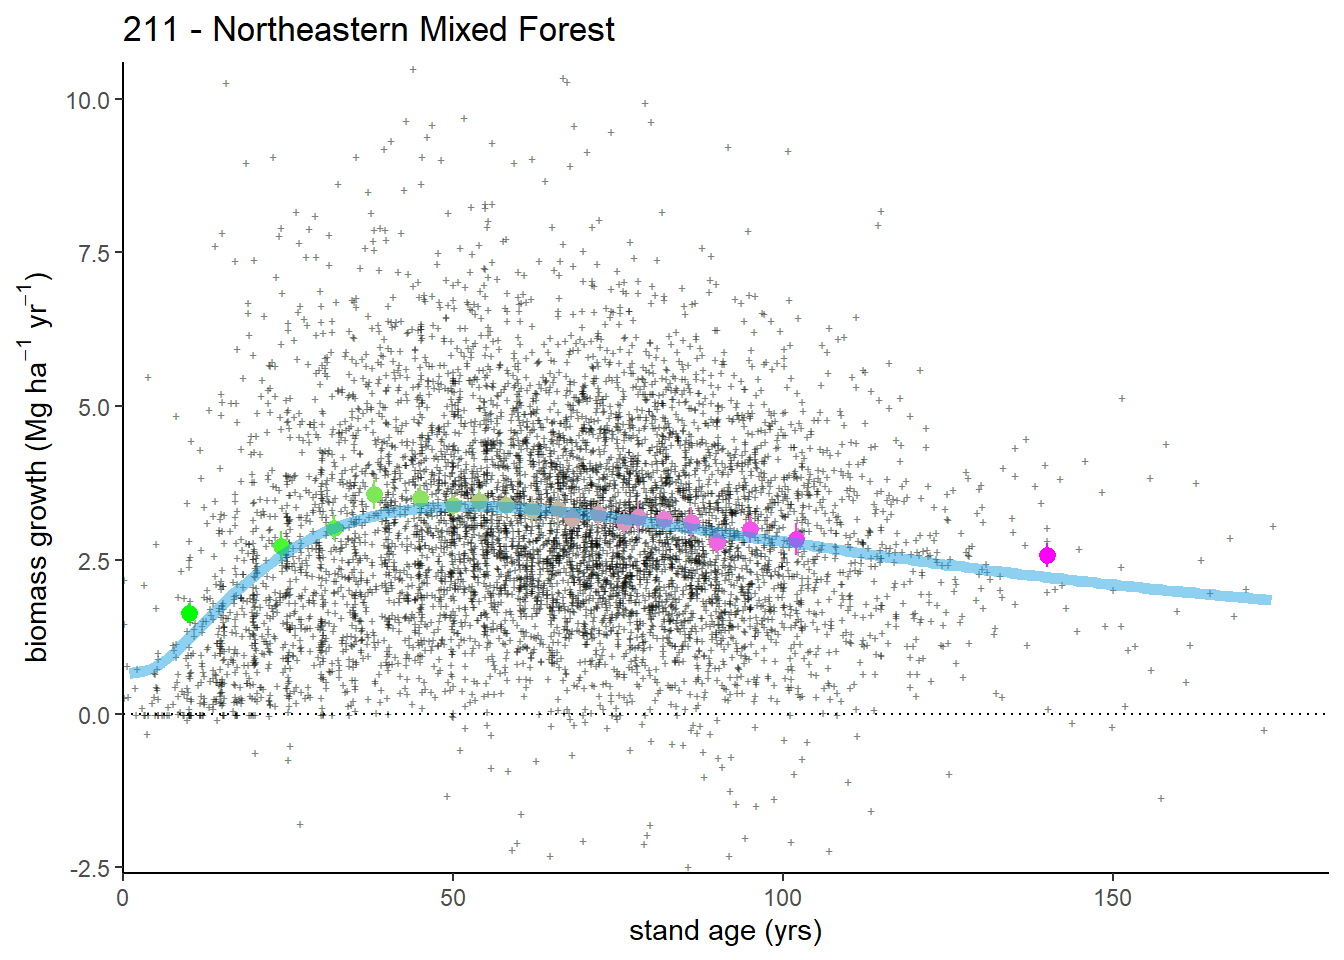 211 - Northeastern Mixed Forest
biomass growth (Mg ha⁻¹ yr⁻¹)
10.0
7.5
5.0
2.5
0.0
-2.5
0 50 100 150
stand age (yrs)